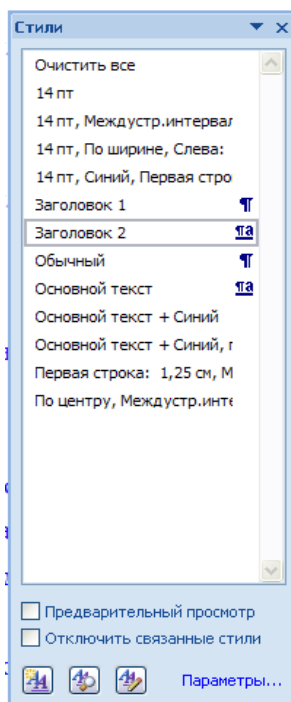 Стили
Очистить все
14 пт
14 пт, Междустр.интервал
14 пт, По ширине, Слева:
14 пт, Синий, Первая стро
Заголовок 1
Заголовок 2
Обычный
Основной текст
Основной текст + Синий
Основной текст + Синий, г
Первая строка: 1,25 см, М
По центру, Междустр.инте
Предварительный просмотр
Отключить связанные стили
Параметры...